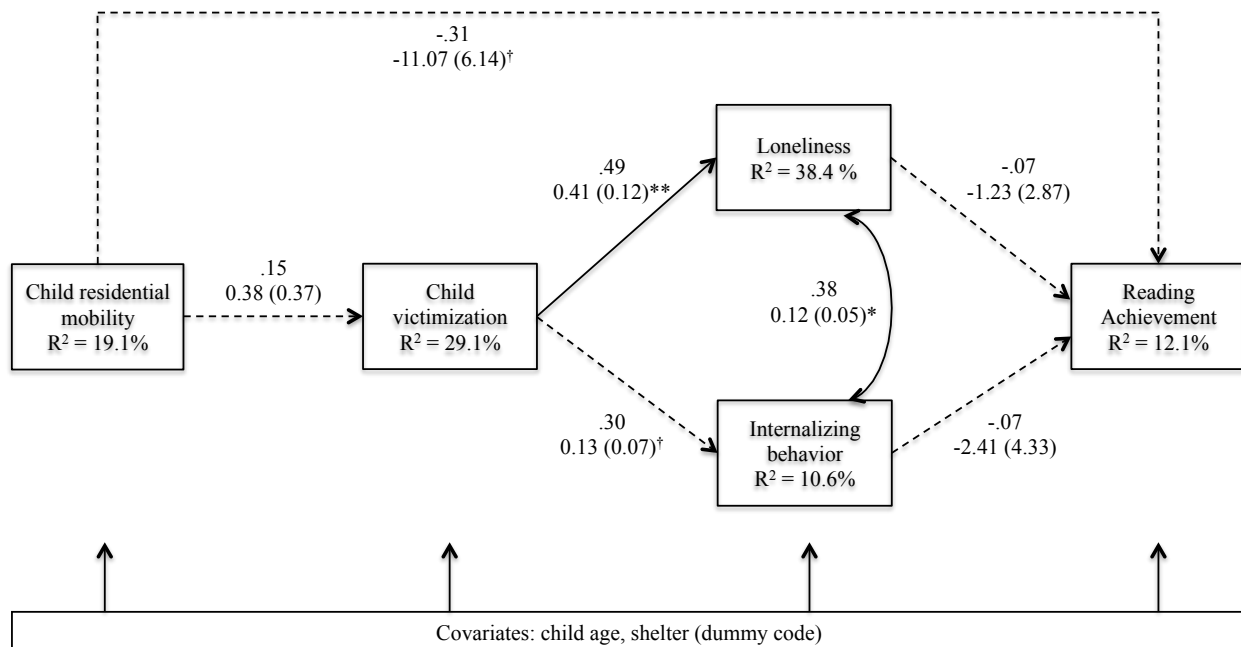 -.31
-11.07 (6.14)†
Loneliness
R² = 38.4 %
.49
0.41 (0.12)**
-.07
-1.23 (2.87)
Child residential
mobility
R² = 19.1%
.15
0.38 (0.37)
Child
victimization
R² = 29.1%
.38
0.12 (0.05)*
Reading
Achievement
R² = 12.1%
.30
0.13 (0.07)†
Internalizing
behavior
R² = 10.6%
-.07
-2.41 (4.33)
Covariates: child age, shelter (dummy code)